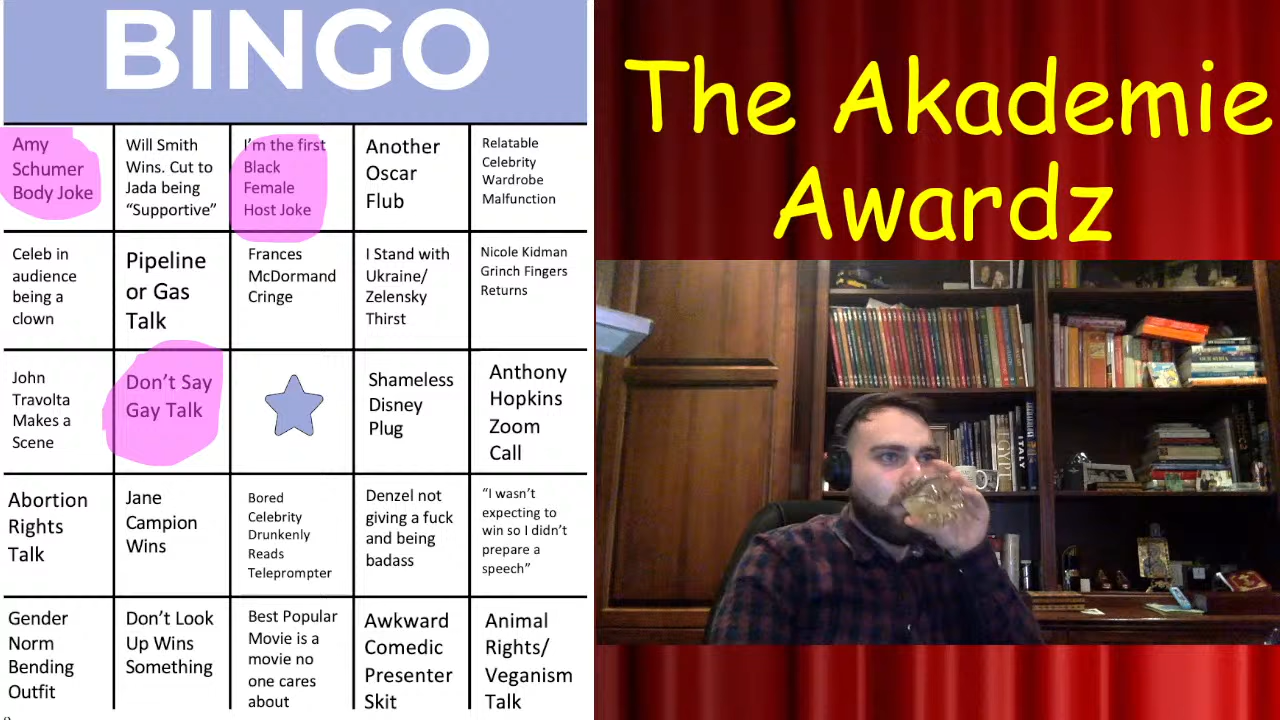 BINGO
The Akademie
Awardz
Amy
Schumer
Body Joke
Will Smith
Wins. Cut to
Jada being
“Supportive”
I’m the first
Black
Female
Host Joke
Another
Oscar
Flub
Relatable
Celebrity
Wardrobe
Malfunction
Celeb in
audience
being a
clown
Pipeline
or Gas
Talk
Frances
McDormand
Cringe
I Stand with
Ukraine/
Zelensky
Thirst
Nicole Kidman
Grinch Fingers
Returns
John
Travolta
Makes a
Scene
Don’t Say
Gay Talk
Shameless
Disney
Plug
Anthony
Hopkins
Zoom
Call
Abortion
Rights
Talk
Jane
Campion
Wins
Bored
Celebrity
Drunkenly
Reads
Teleprompter
Denzel not
giving a fuck
and being
badass
“I wasn’t
expecting to
win so I didn’t
prepare a
speech”
Gender
Norm
Bending
Outfit
Don’t Look
Up Wins
Something
Best Popular
Movie is a
movie no
one cares
about
Awkward
Comedic
Presenter
Skit
Animal
Rights/
Veganism
Talk
ITALY
EGYPT